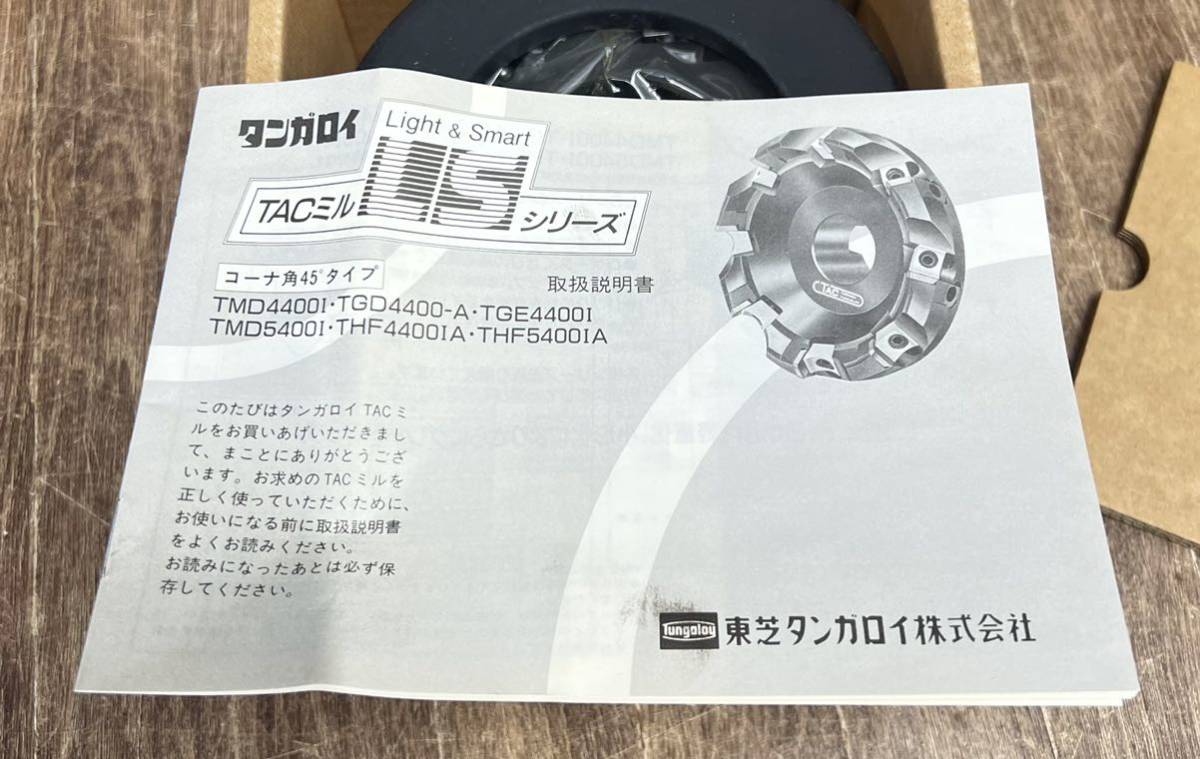 タンガロイ
Light & Smart
TACミル LS シリーズ
コーナ角45°タイプ
取扱説明書
TMD4400I・TGD4400-A・TGE4400I
TMD5400I・THF4400IA・THF5400IA
TAC
このたびはタンガロイ TACミ
ルをお買いあげいただきまし
て、まことにありがとうござ
います。お求めのTACミルを
正しく使っていただくために、
お使いになる前に取扱説明書
をよくお読みください。
お読みになったあとは必ず保
存してください。
Tungaloy 東芝タンガロイ株式会社